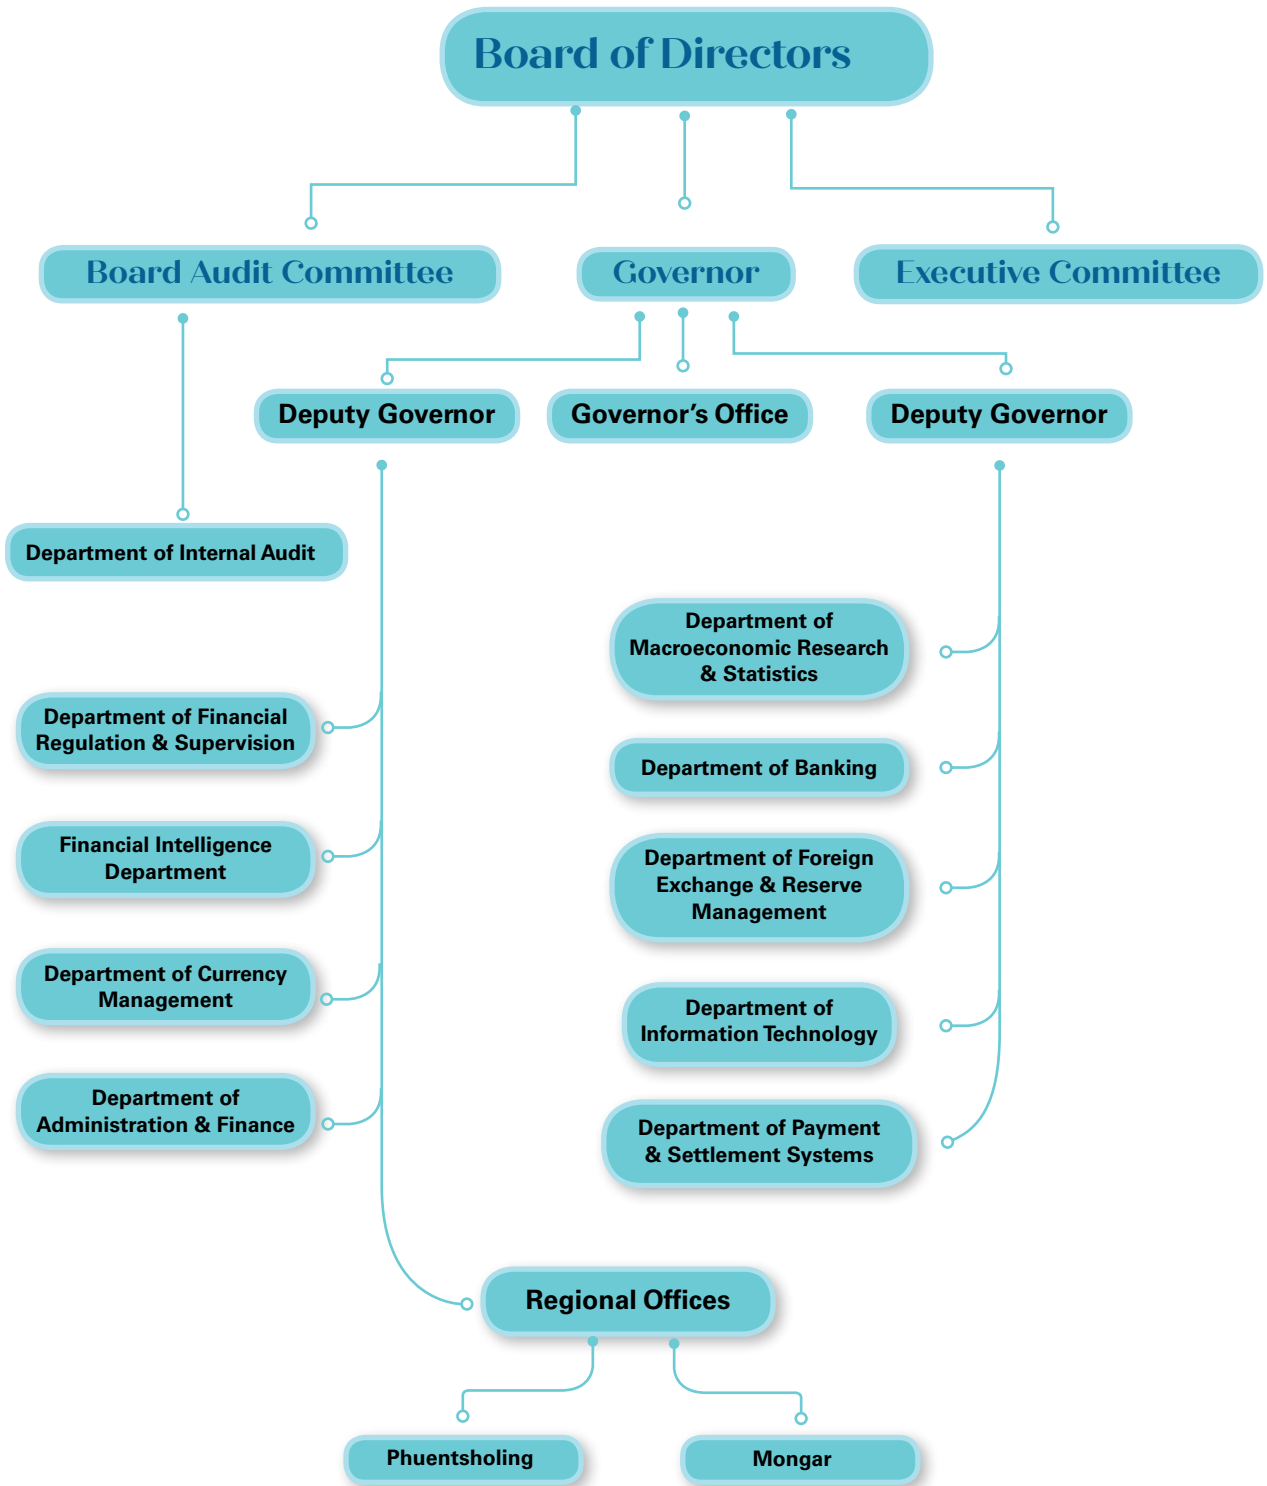 Board of Directors
Board Audit Committee
Governor
Executive Committee
Deputy Governor
Governor’s Office
Deputy Governor
Department of Internal Audit
Department of Financial
Regulation & Supervision
Financial Intelligence
Department
Department of Currency
Management
Department of
Administration & Finance
Department of
Macroeconomic Research
& Statistics
Department of Banking
Department of Foreign
Exchange & Reserve
Management
Department of
Information Technology
Department of Payment
& Settlement Systems
Regional Offices
Phuentsholing
Mongar